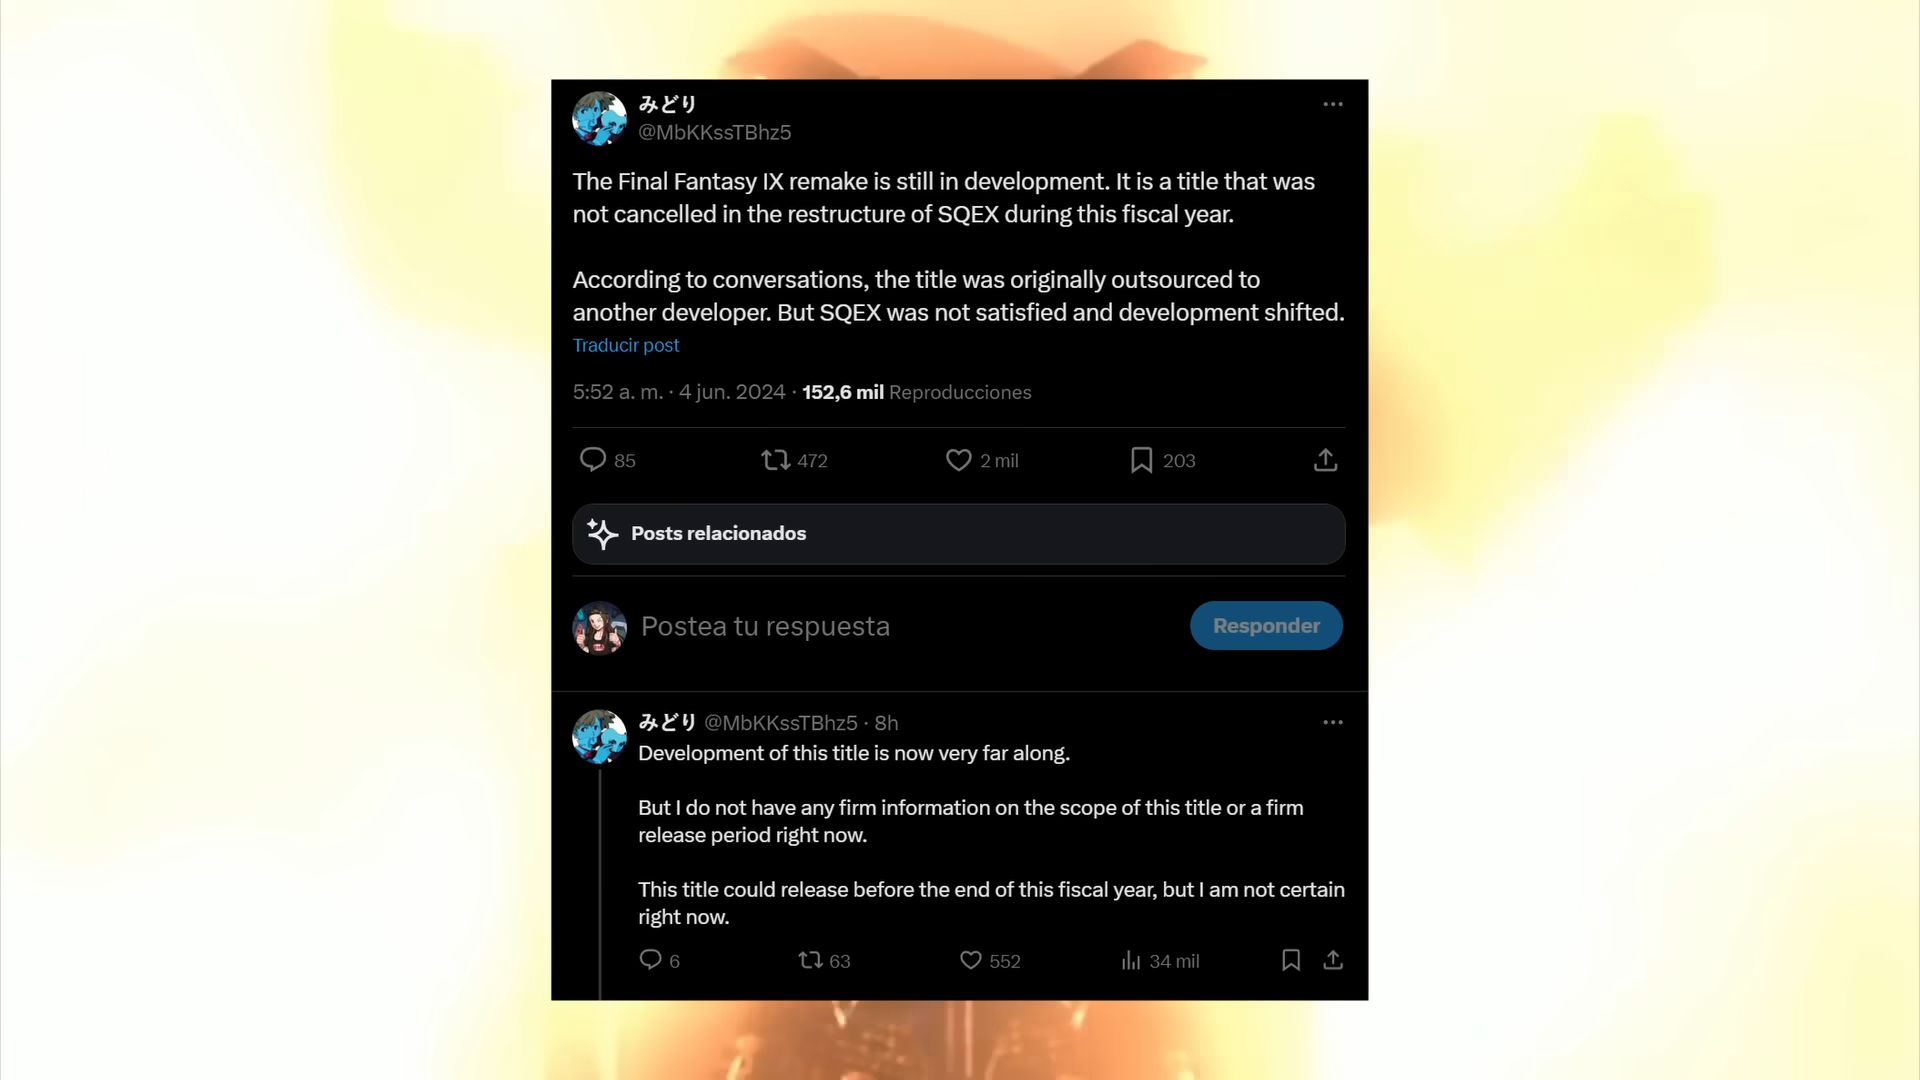 みどり
@MbKKssTBhz5
The Final Fantasy IX remake is still in development. It is a title that was
not cancelled in the restructure of SQEX during this fiscal year.
According to conversations, the title was originally outsourced to
another developer. But SQEX was not satisfied and development shifted.
Traducir post
5:52 a. m. · 4 jun. 2024 · 152,6 mil Reproducciones
85 472 2 mil 203
Posts relacionados
Postea tu respuesta Responder
みどり @MbKKssTBhz5 · 8h
Development of this title is now very far along.
But I do not have any firm information on the scope of this title or a firm
release period right now.
This title could release before the end of this fiscal year, but I am not certain
right now.
6 63 552 34 mil